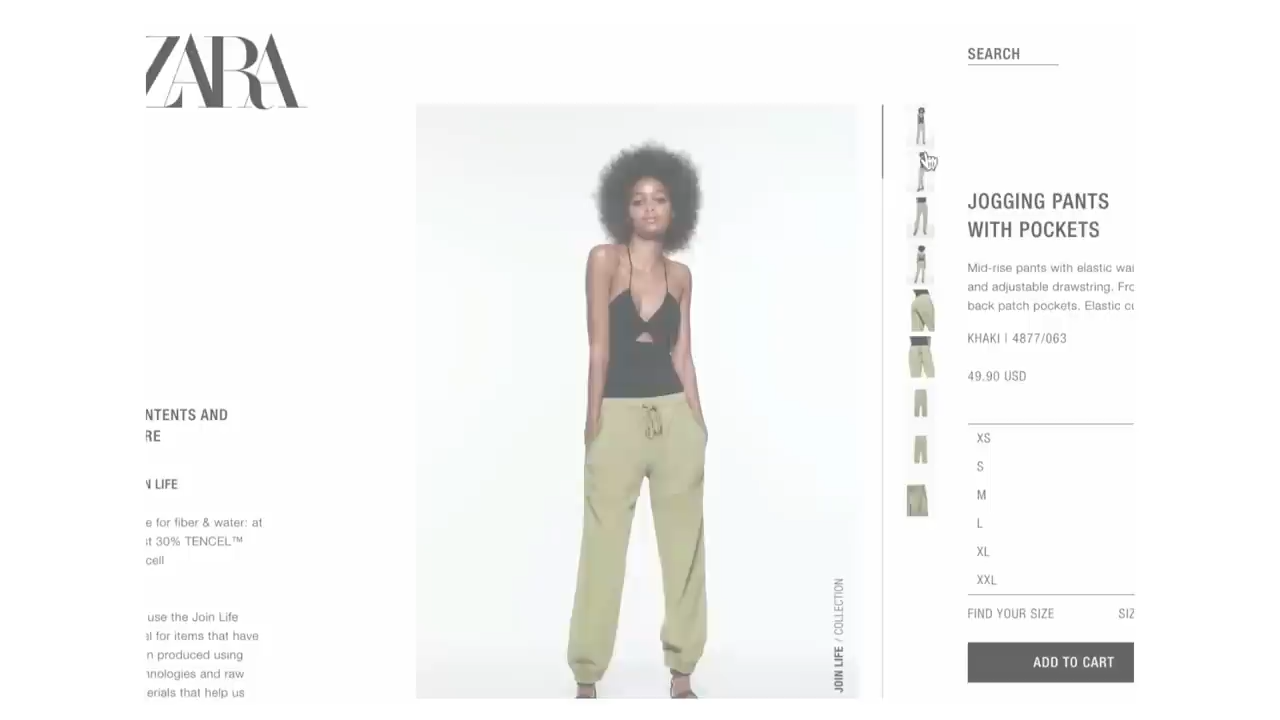 ZARA
SEARCH
JOGGING PANTS
WITH POCKETS
Mid-rise pants with elastic wai
and adjustable drawstring. Fro
back patch pockets. Elastic cu
KHAKI | 4877/063
49.90 USD
XS
S
M
L
XL
XXL
FIND YOUR SIZE
SIZ
ADD TO CART
NTENTS AND
RE
N LIFE
e for fiber & water: at
st 30% TENCEL™
cell
use the Join Life
al for items that have
n produced using
nnologies and raw
erials that help us
JOIN LIFE / COLLECTION